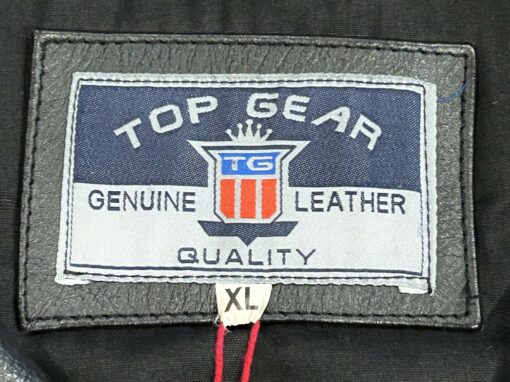 TOP GEAR
TG
GENUINE LEATHER
QUALITY
XL